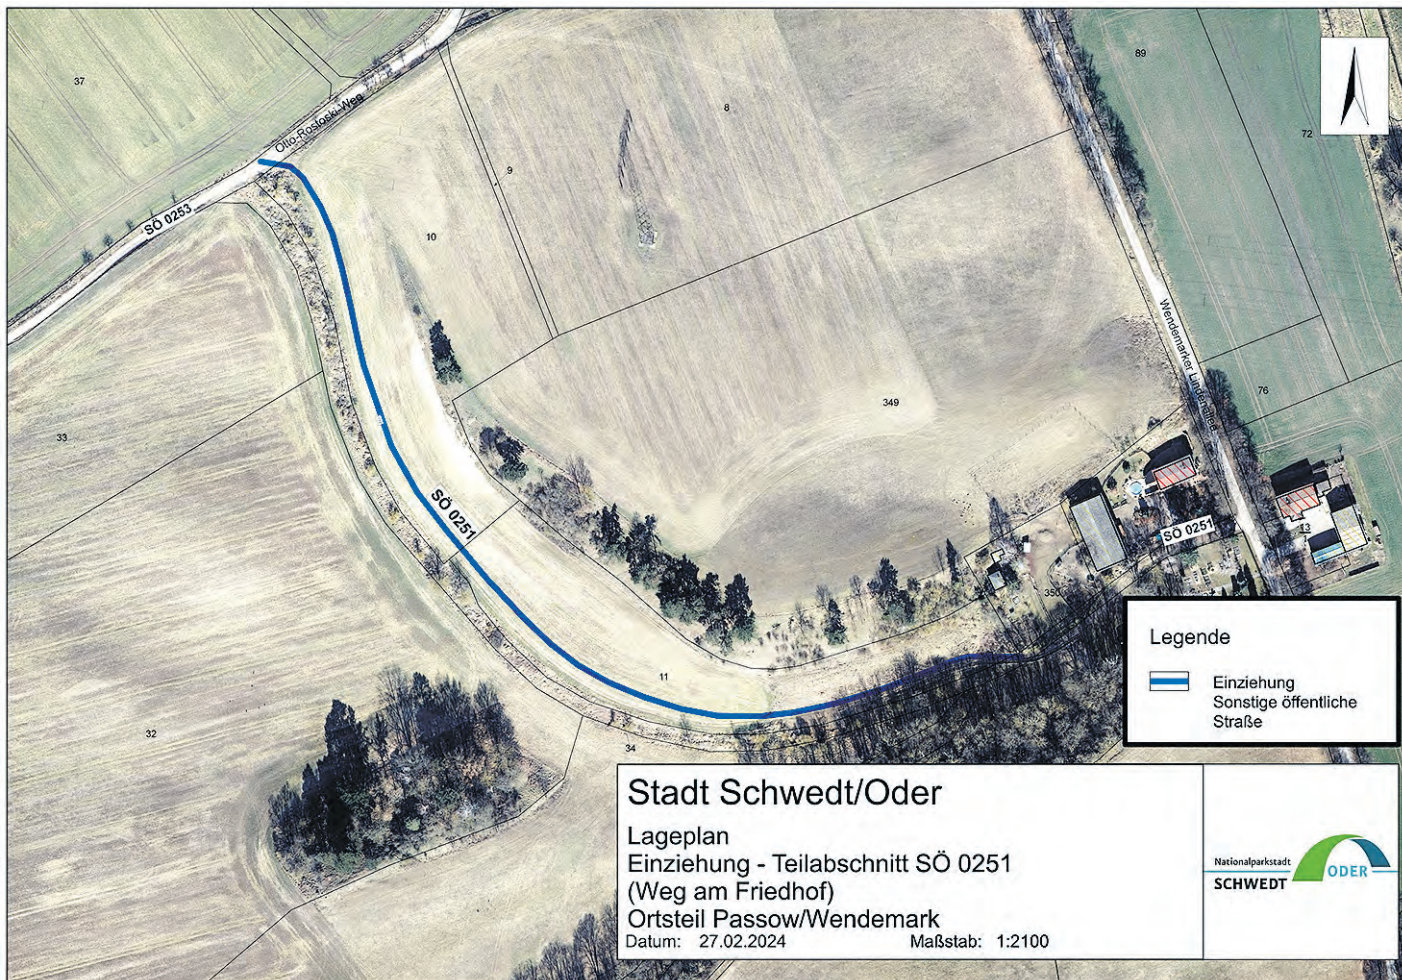 37
Otto-Rostoski-Weg
SÖ 0253
8
9
10
89
72
Wendemarker Lindenallee
33
349
76
SÖ 0251
SÖ 0251
13
350
11
32
34
Legende
Einziehung
Sonstige öffentliche
Straße
Stadt Schwedt/Oder
Lageplan
Einziehung - Teilabschnitt SÖ 0251
(Weg am Friedhof)
Ortsteil Passow/Wendemark
Datum: 27.02.2024 Maßstab: 1:2100
Nationalparkstadt
SCHWEDT
ODER